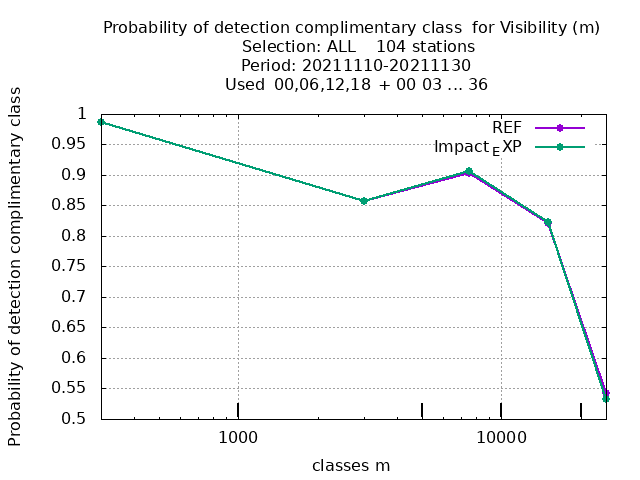 Probability of detection complimentary class  for Visibility (m)
Selection: ALL    104 stations
Period: 20211110-20211130
Used  00,06,12,18 + 00 03 ... 36
Probability of detection complimentary class
1
0.95
0.9
0.85
0.8
0.75
0.7
0.65
0.6
0.55
0.5
REF
Impact_EXP
1000
10000
classes m